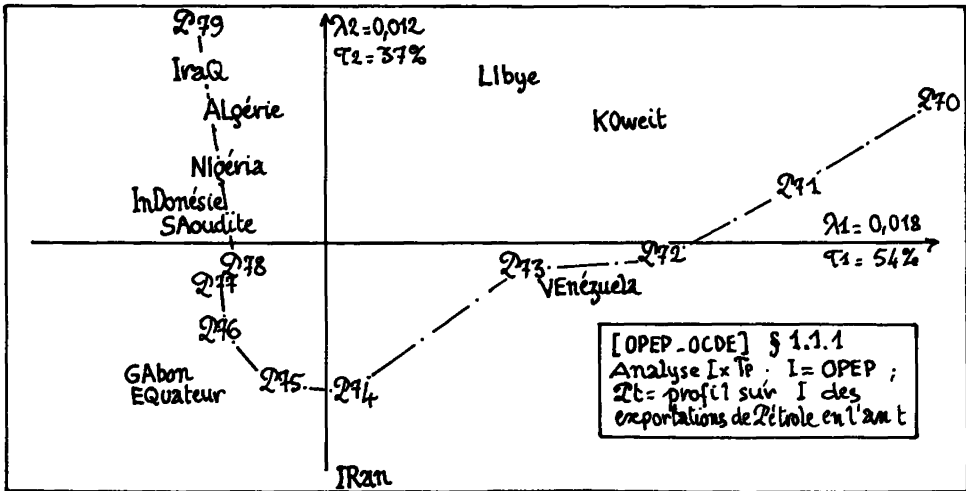 P79
λ2=0,012
τ2=37%
IraQ
LIbye
ALgérie
KOweit
P70
NIgéria
P71
InDonésie
SAoudite
λ1=0,018
P78
P73
P72
τ1=54%
P77
VEnézuela
P76
[OPEP_OCDE] § 1.1.1
Analyse I×Tp . I=OPEP ;
GAbon
P75
P74
Pt=profil sur I des
EQuateur
exportations de Pétrole en l'an t
IRan